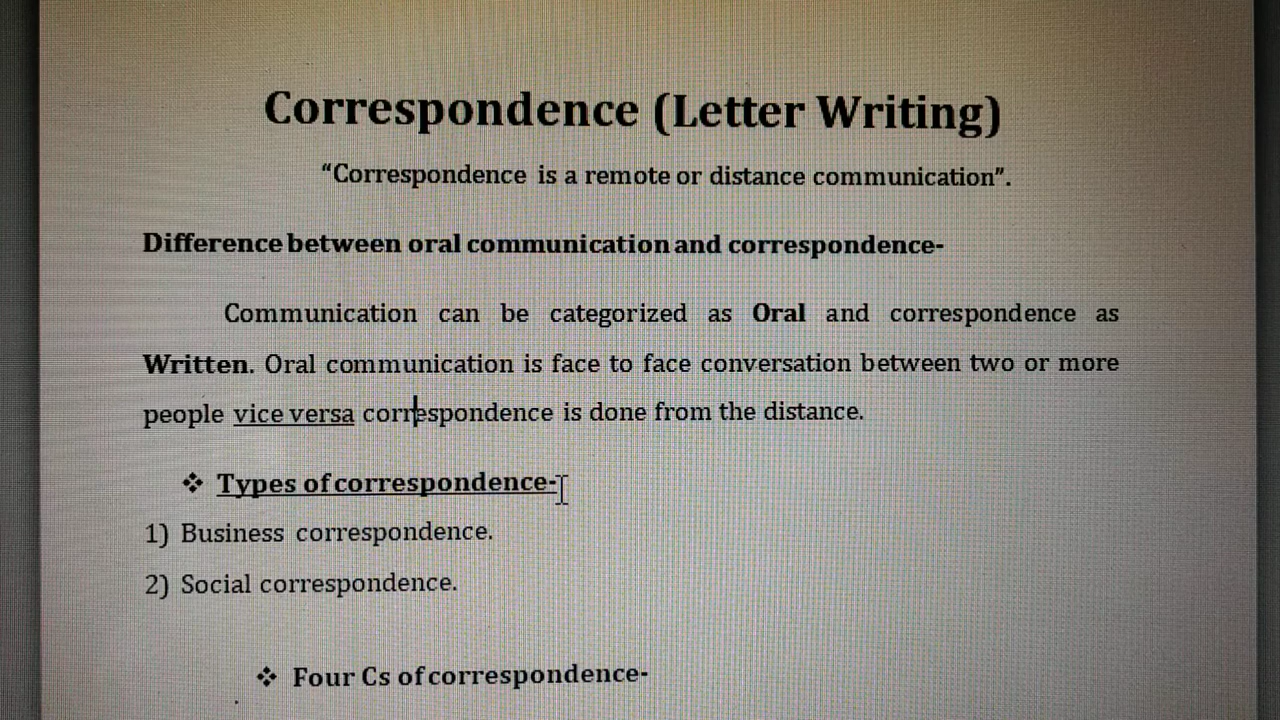 Correspondence (Letter Writing)
“Correspondence is a remote or distance communication”.
Difference between oral communication and correspondence-
Communication can be categorized as Oral and correspondence as
Written. Oral communication is face to face conversation between two or more
people vice versa correspondence is done from the distance.
❖ Types of correspondence-
1) Business correspondence.
2) Social correspondence.
❖ Four Cs of correspondence-